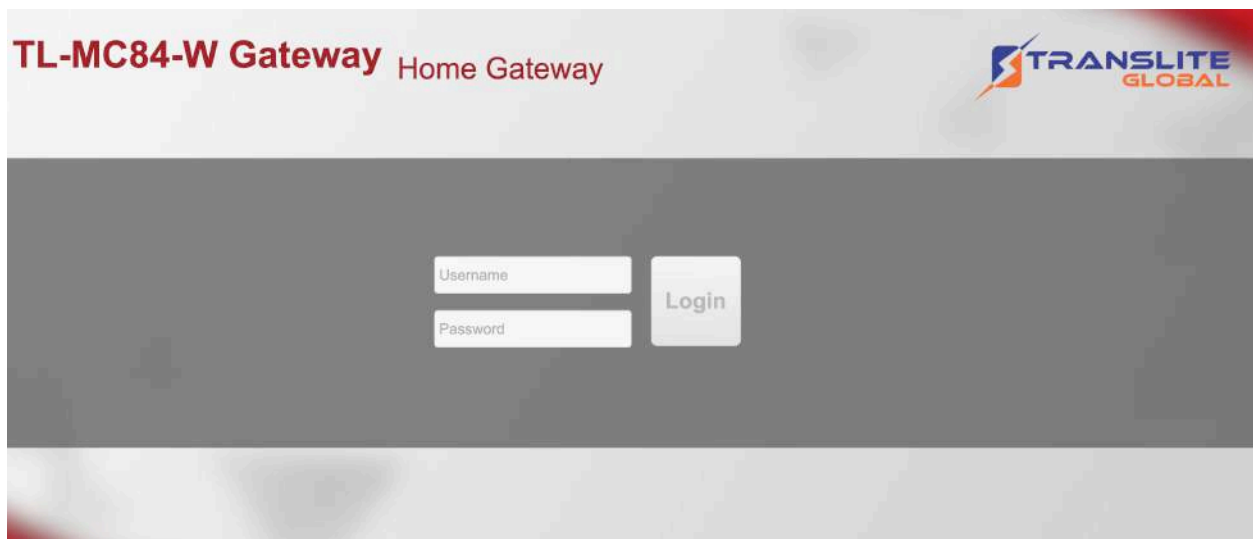 TL-MC84-W Gateway Home Gateway
TRANSLITE
GLOBAL
Username
Login
Password